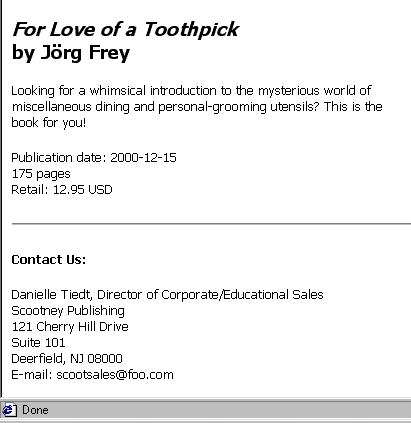 For Love of a Toothpick
by Jörg Frey
Looking for a whimsical introduction to the mysterious world of
miscellaneous dining and personal-grooming utensils? This is the
book for you!
Publication date: 2000-12-15
175 pages
Retail: 12.95 USD
Contact Us:
Danielle Tiedt, Director of Corporate/Educational Sales
Scootney Publishing
121 Cherry Hill Drive
Suite 101
Deerfield, NJ 08000
E-mail: scootsales@foo.com
Done